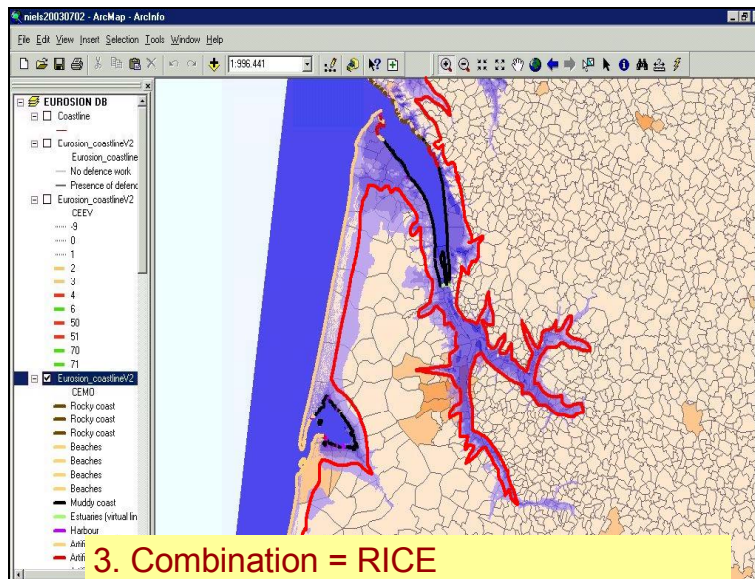 niels20030702 - ArcMap - ArcInfo
File Edit View Insert Selection Tools Window Help
1:996.441
EUROSION DB
Coastline
Eurosion_coastlineV2
Eurosion_coastline
No defence work
Presence of defenc
Eurosion_coastlineV2
CEEV
-9
0
1
2
3
4
6
50
51
70
71
Eurosion_coastlineV2
CEMO
Rocky coast
Rocky coast
Rocky coast
Beaches
Beaches
Beaches
Beaches
Muddy coast
Estuaries (virtual lin
Harbour
Artifi
Artifi
3. Combination = RICE